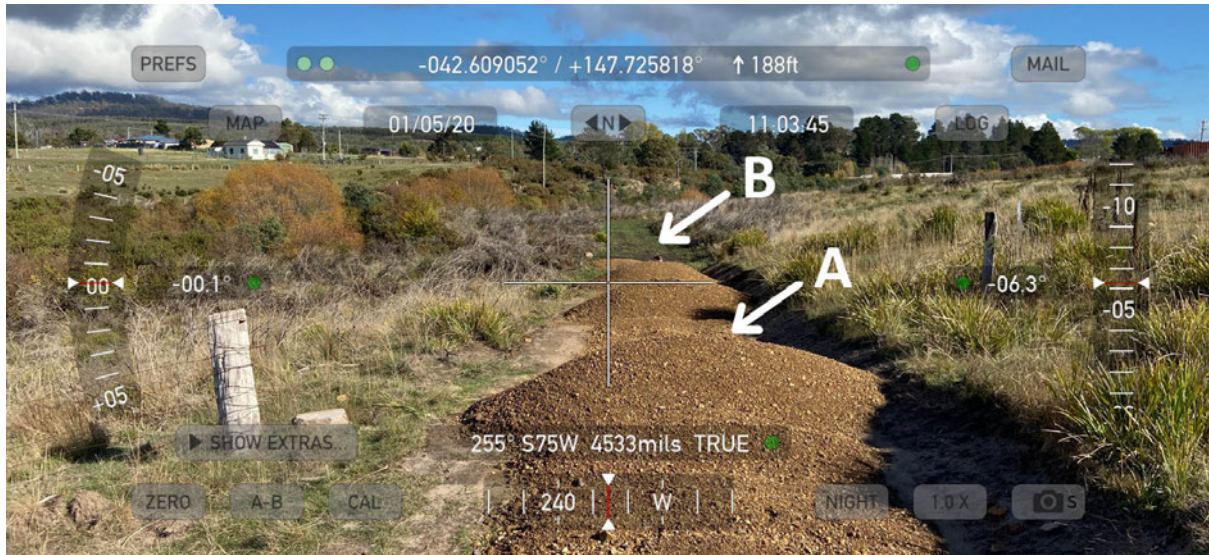 PREFS -042.609052° / +147.725818° ↑ 188ft MAIL
MAP 01/05/20 ◀N▶ 11:03:45 LOG
B
-05
-10
A
00 -00.1° -06.3°
-05
+05
▶ SHOW EXTRAS.. 255° S75W 4533mils TRUE
ZERO A-B CAL 240 W NIGHT 1.0 X S